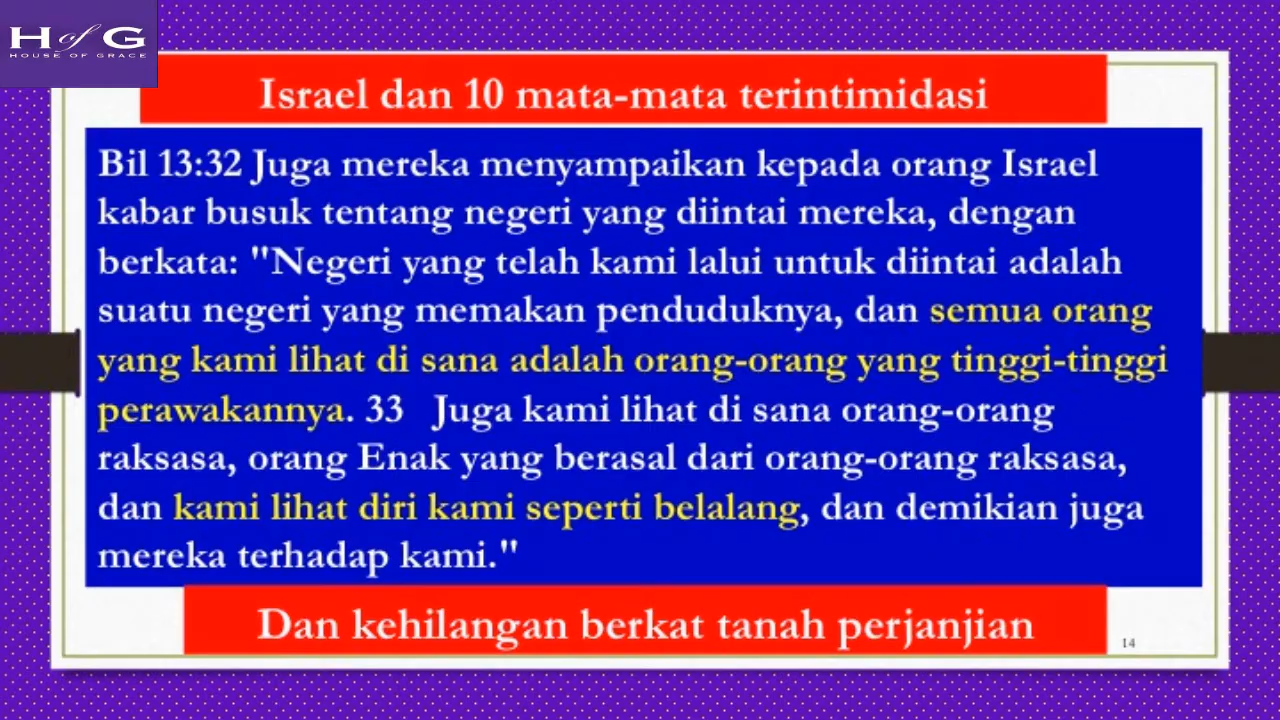 H of G
HOUSE OF GRACE
Israel dan 10 mata-mata terintimidasi
Bil 13:32 Juga mereka menyampaikan kepada orang Israel
kabar busuk tentang negeri yang diintai mereka, dengan
berkata: "Negeri yang telah kami lalui untuk diintai adalah
suatu negeri yang memakan penduduknya, dan semua orang
yang kami lihat di sana adalah orang-orang yang tinggi-tinggi
perawakannya. 33 Juga kami lihat di sana orang-orang
raksasa, orang Enak yang berasal dari orang-orang raksasa,
dan kami lihat diri kami seperti belalang, dan demikian juga
mereka terhadap kami."
Dan kehilangan berkat tanah perjanjian
14